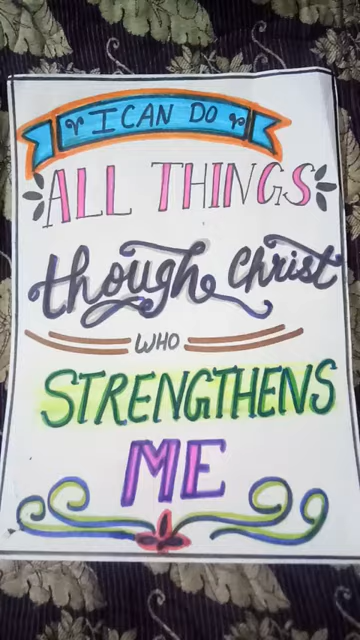 I CAN DO
ALL THINGS
though Christ
WHO
STRENGTHENS
ME